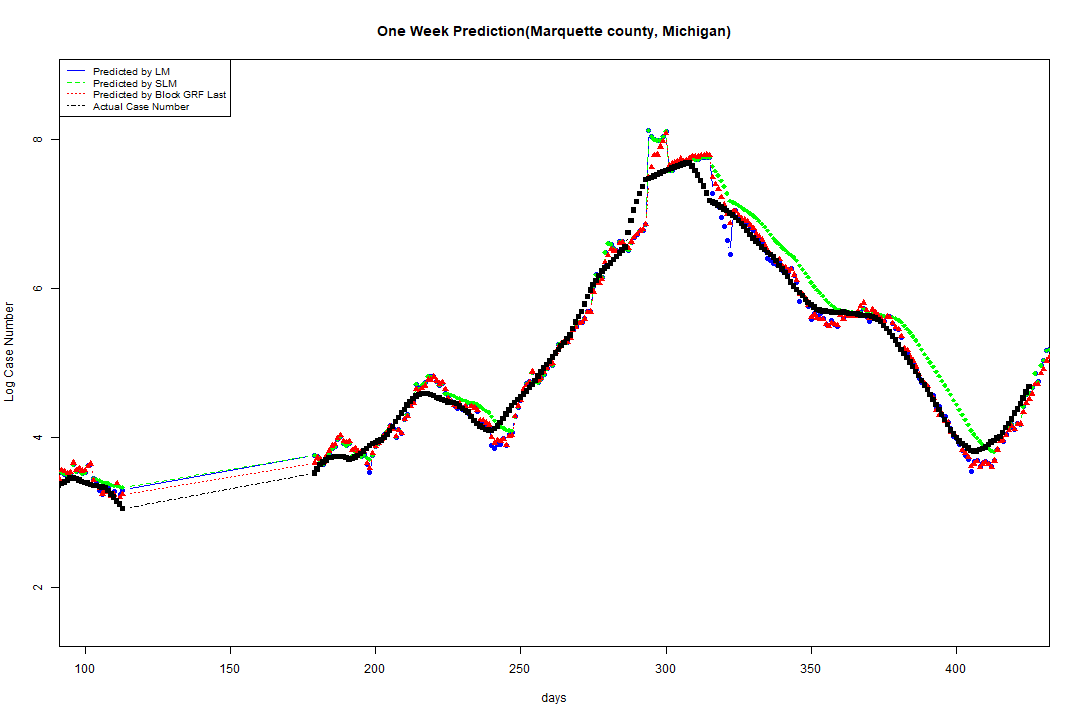 One Week Prediction(Marquette county, Michigan)
Predicted by LM
Predicted by SLM
Predicted by Block GRF Last
Actual Case Number
8
6
4
2
Log Case Number
100 150 200 250 300 350 400
days